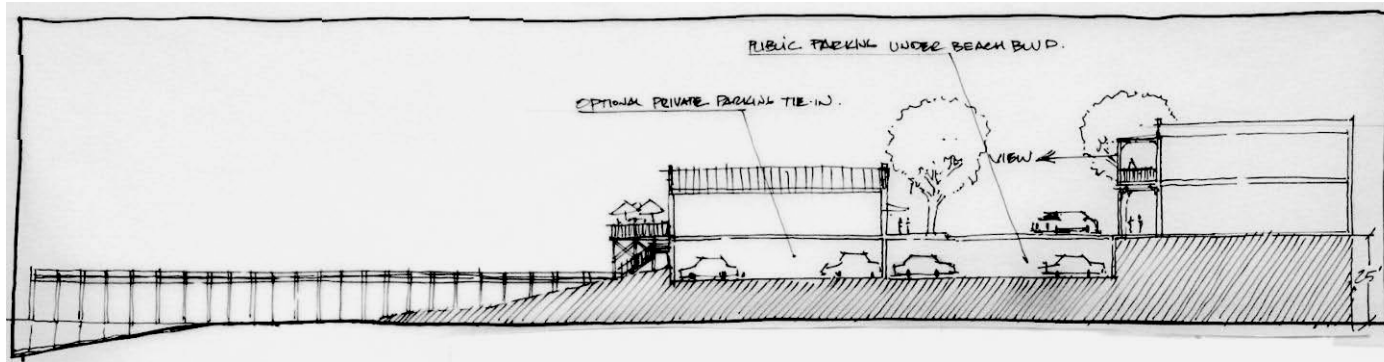 PUBLIC PARKING UNDER BEACH BLVD.
OPTIONAL PRIVATE PARKING TIE-IN.
VIEW
25'